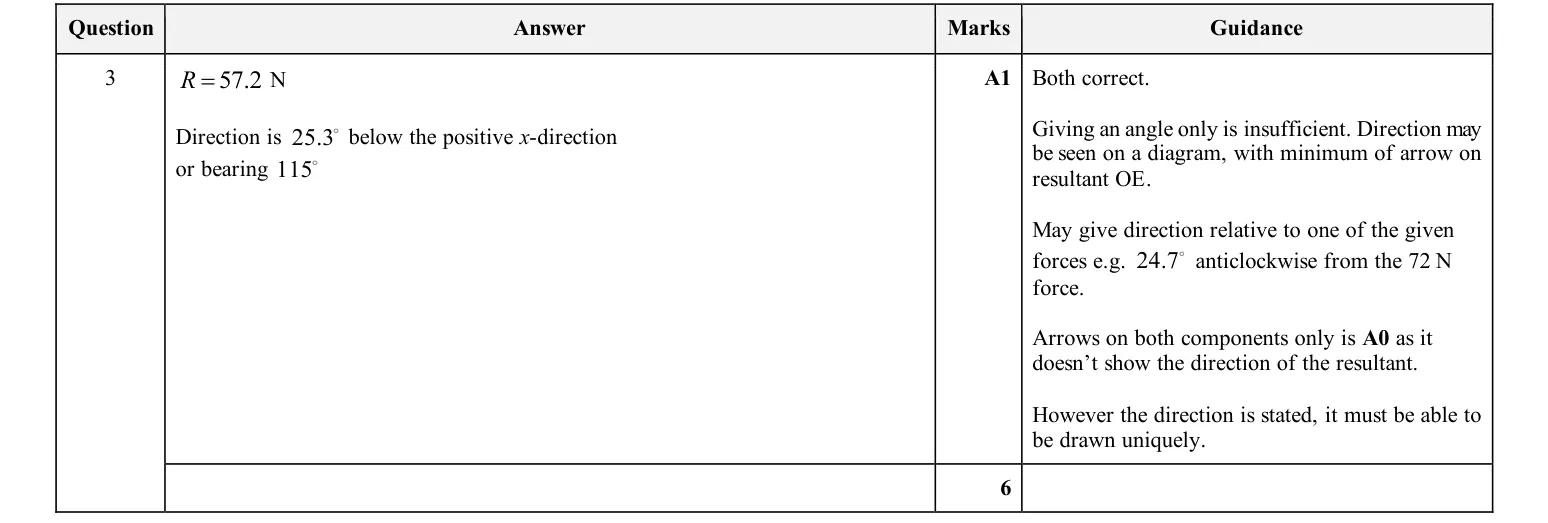 Question Answer Marks Guidance
3 R = 57.2 N A1 Both correct.
Direction is 25.3° below the positive x-direction
or bearing 115°
Giving an angle only is insufficient. Direction may
be seen on a diagram, with minimum of arrow on
resultant OE.
May give direction relative to one of the given
forces e.g. 24.7° anticlockwise from the 72 N
force.
Arrows on both components only is A0 as it
doesn’t show the direction of the resultant.
However the direction is stated, it must be able to
be drawn uniquely.
6